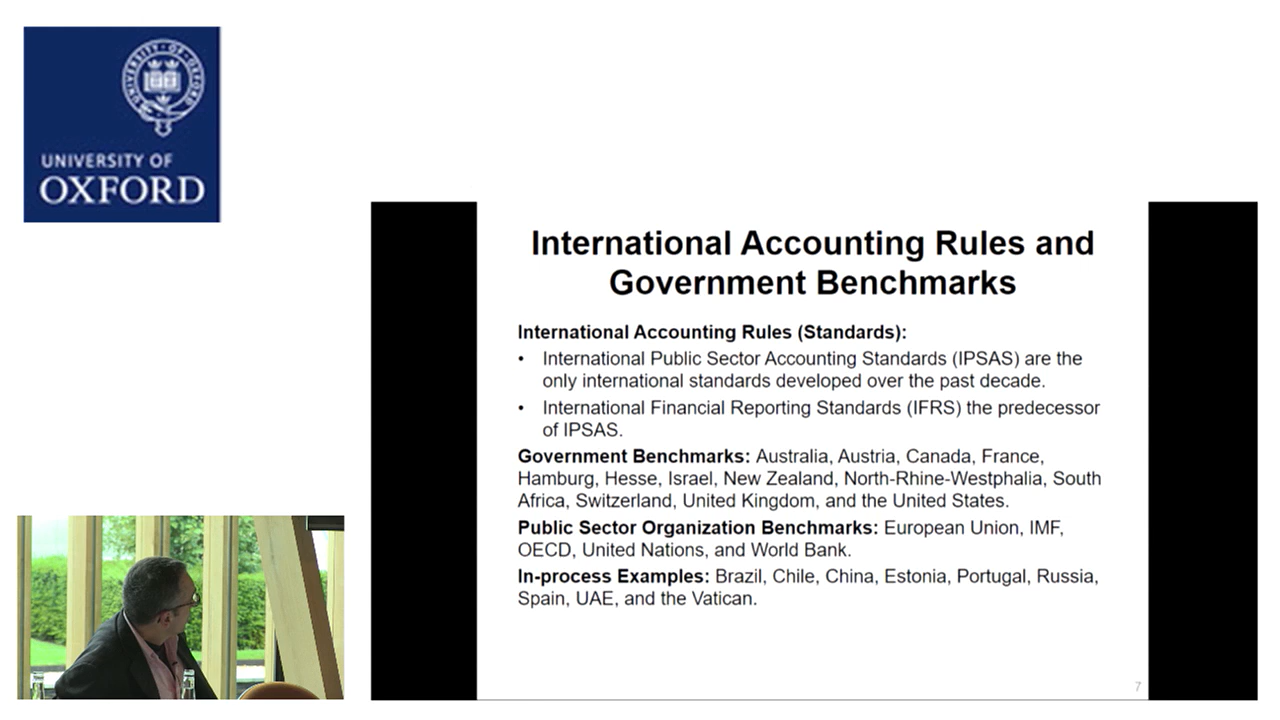 UNIVERSITY OF
OXFORD
International Accounting Rules and
Government Benchmarks
International Accounting Rules (Standards):
• International Public Sector Accounting Standards (IPSAS) are the
only international standards developed over the past decade.
• International Financial Reporting Standards (IFRS) the predecessor
of IPSAS.
Government Benchmarks: Australia, Austria, Canada, France,
Hamburg, Hesse, Israel, New Zealand, North-Rhine-Westphalia, South
Africa, Switzerland, United Kingdom, and the United States.
Public Sector Organization Benchmarks: European Union, IMF,
OECD, United Nations, and World Bank.
In-process Examples: Brazil, Chile, China, Estonia, Portugal, Russia,
Spain, UAE, and the Vatican.
7